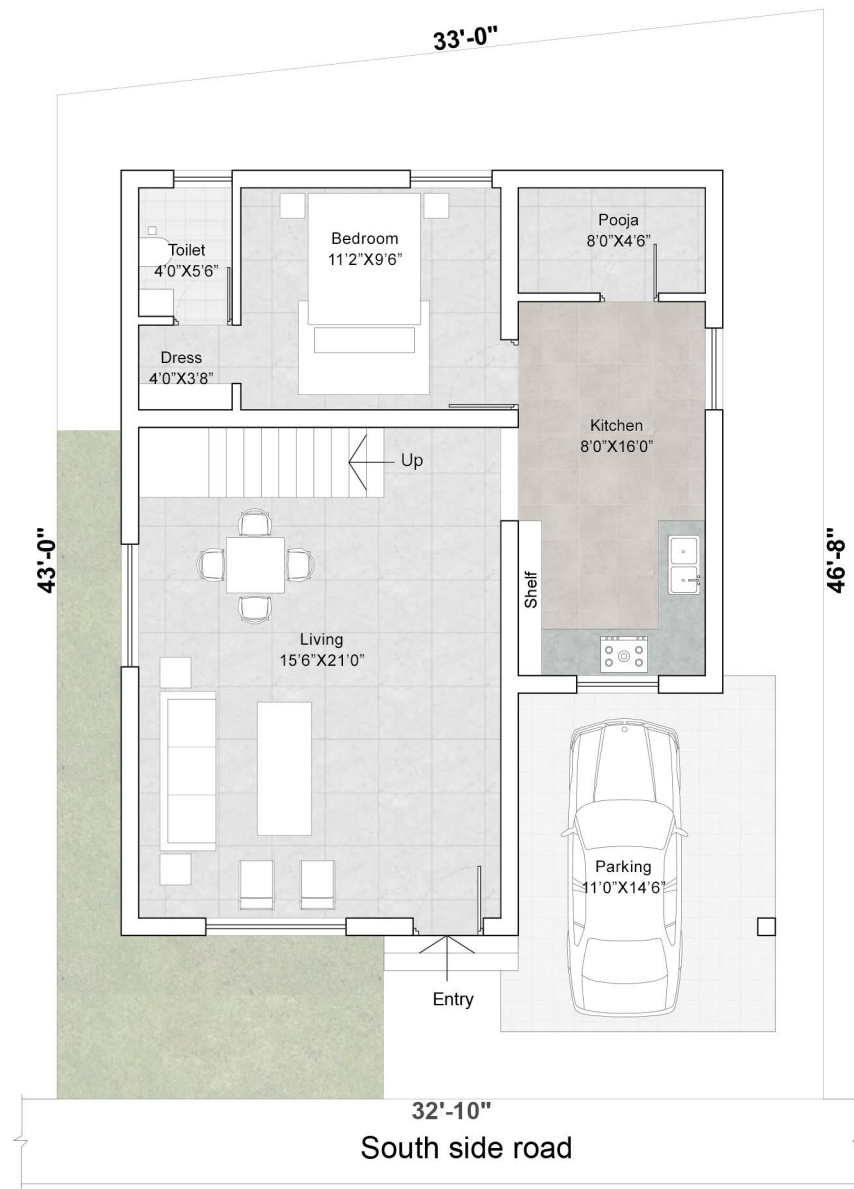 33'-0"
Pooja
8'0"X4'6"
Bedroom
11'2"X9'6"
Toilet
4'0"X5'6"
Dress
4'0"X3'8"
Kitchen
8'0"X16'0"
Up
43'-0"
46'-8"
Shelf
Living
15'6"X21'0"
Parking
11'0"X14'6"
Entry
32'-10"
South side road